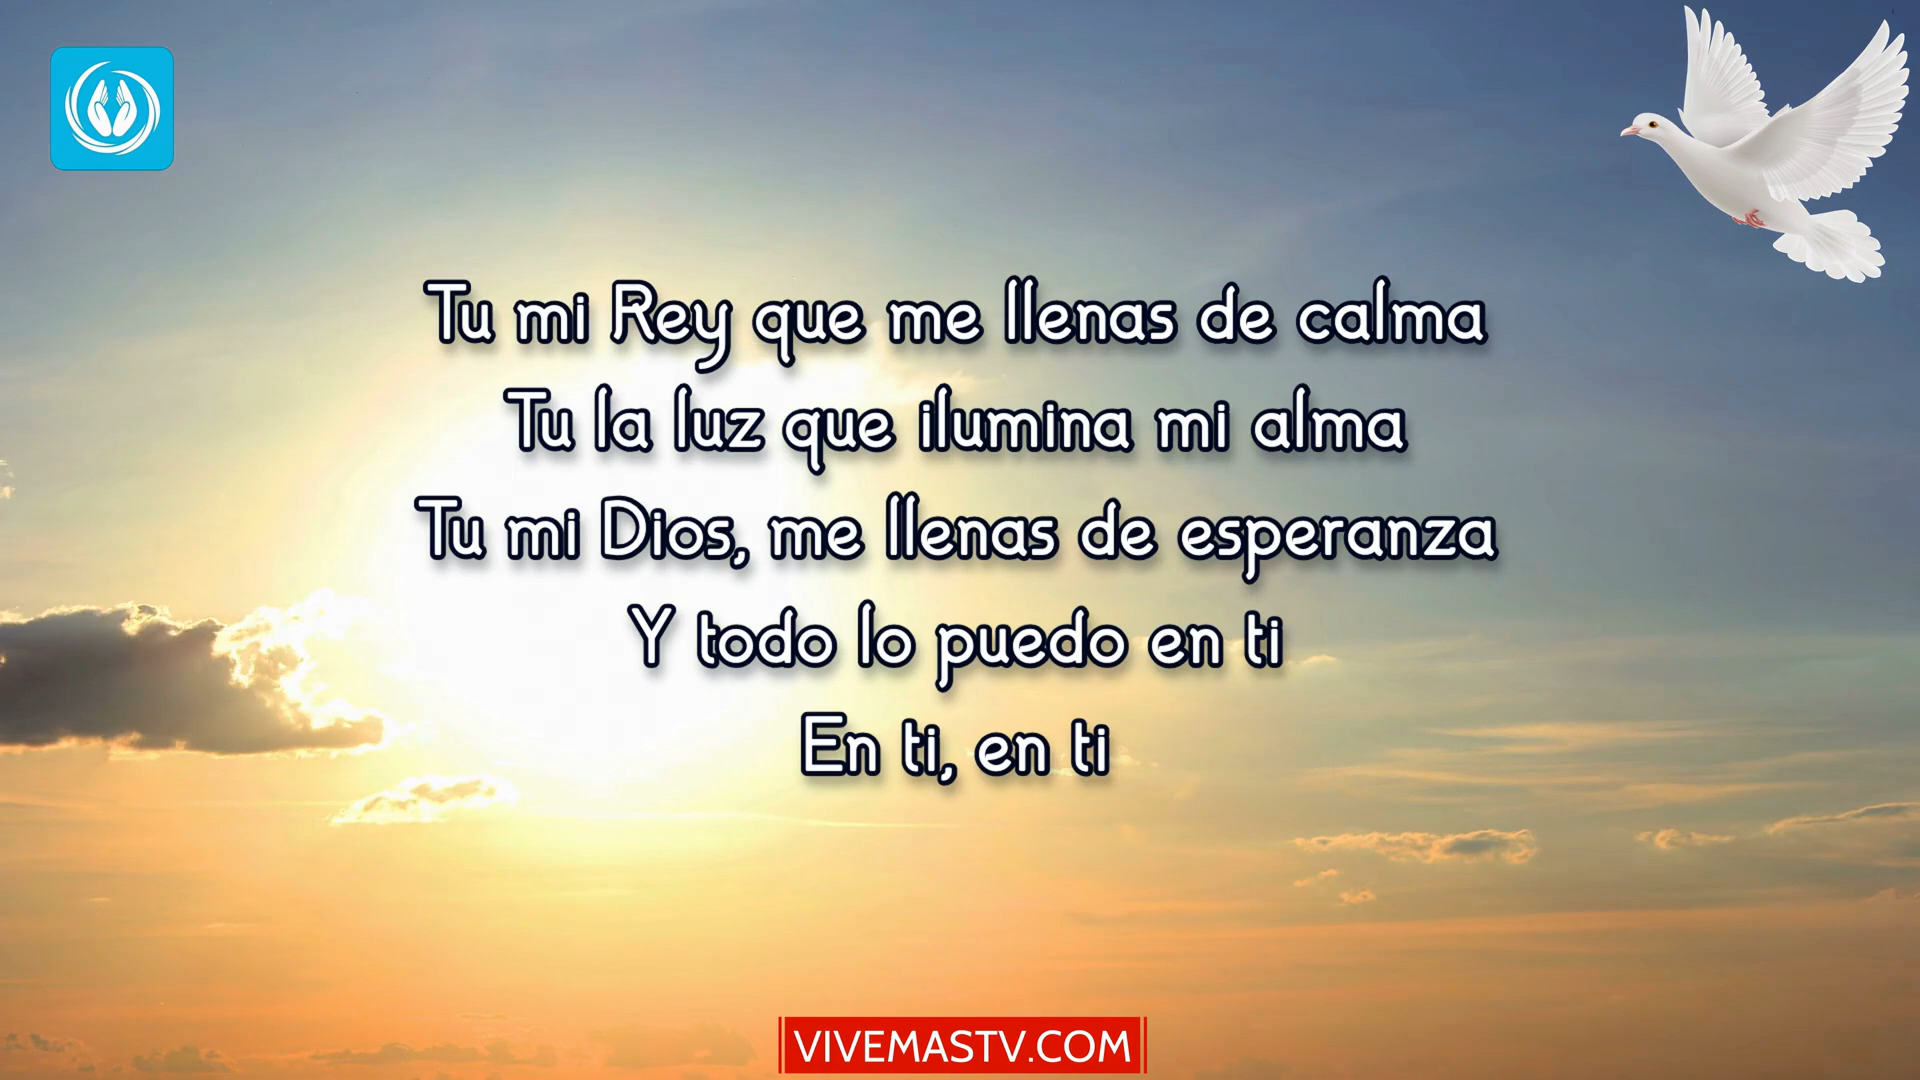 Tu mi Rey que me llenas de calma
Tu la luz que ilumina mi alma
Tu mi Dios, me llenas de esperanza
Y todo lo puedo en ti
En ti, en ti
VIVEMASTV.COM